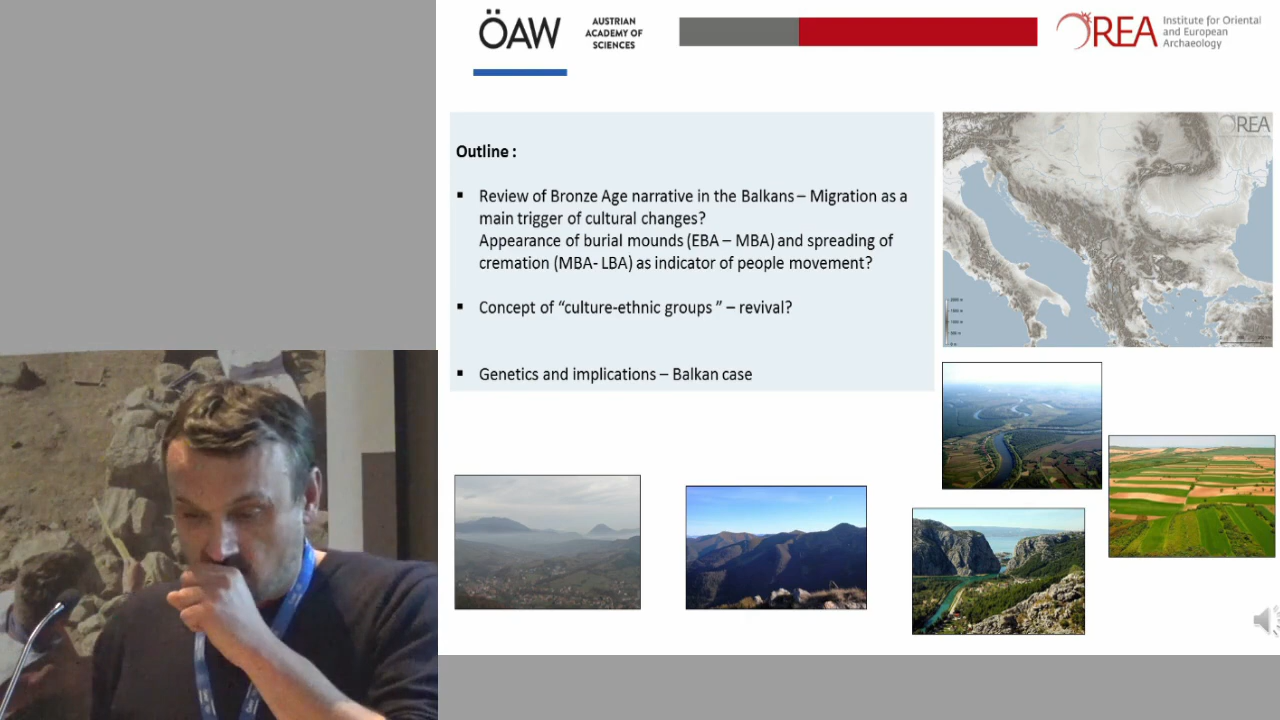 ÖAW
AUSTRIAN
ACADEMY OF
SCIENCES
OREA
Institute for Oriental
and European
Archaeology
OREA
Outline :
▪ Review of Bronze Age narrative in the Balkans – Migration as a
main trigger of cultural changes?
Appearance of burial mounds (EBA – MBA) and spreading of
cremation (MBA- LBA) as indicator of people movement?
▪ Concept of “culture-ethnic groups ” – revival?
▪ Genetics and implications – Balkan case